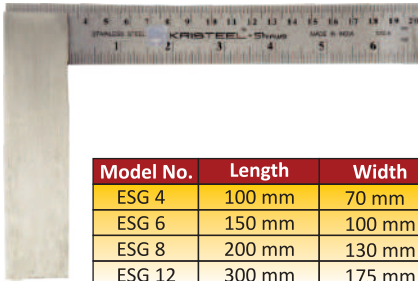 4 5 6 7 8 9 10 11 12 13 14 15 16 17 18 19 20
STAINLESS STEEL KRISTEEL™-Shinwa MADE IN INDIA
1 2 3 4 5 6
Model No. Length Width
ESG 4 100 mm 70 mm
ESG 6 150 mm 100 mm
ESG 8 200 mm 130 mm
ESG 12 300 mm 175 mm